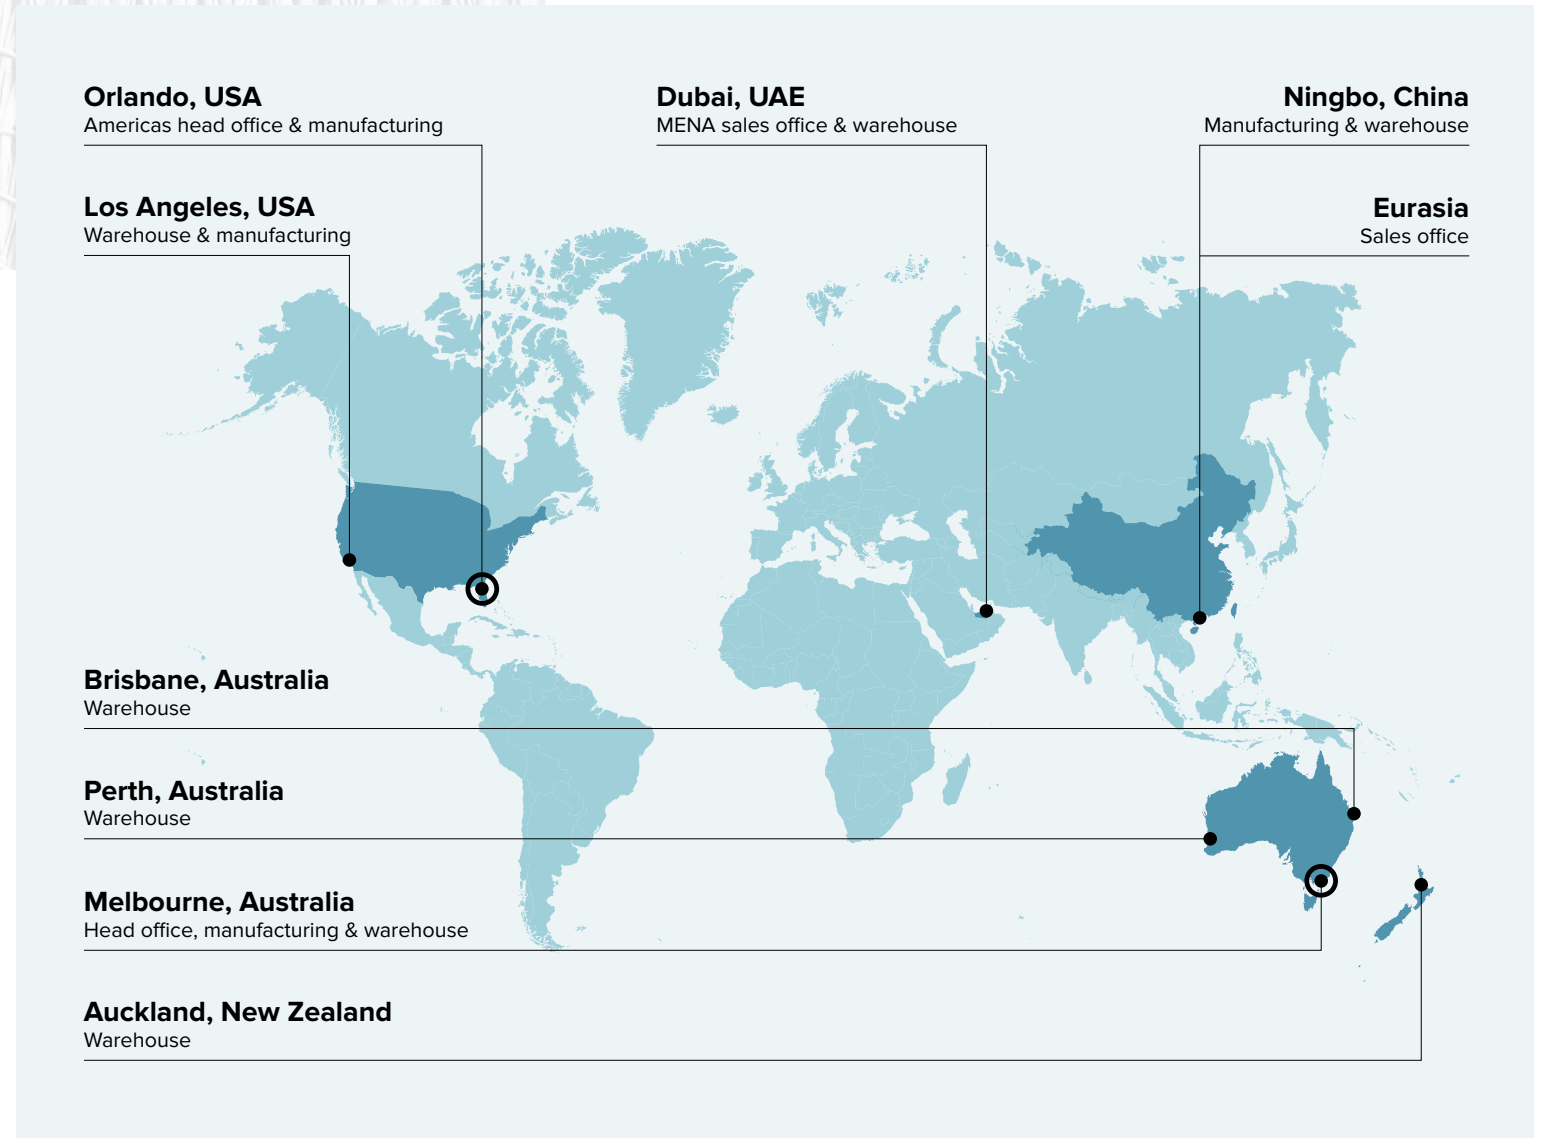 Orlando, USA
Americas head office & manufacturing
Dubai, UAE
MENA sales office & warehouse
Ningbo, China
Manufacturing & warehouse
Los Angeles, USA
Warehouse & manufacturing
Eurasia
Sales office
Brisbane, Australia
Warehouse
Perth, Australia
Warehouse
Melbourne, Australia
Head office, manufacturing & warehouse
Auckland, New Zealand
Warehouse